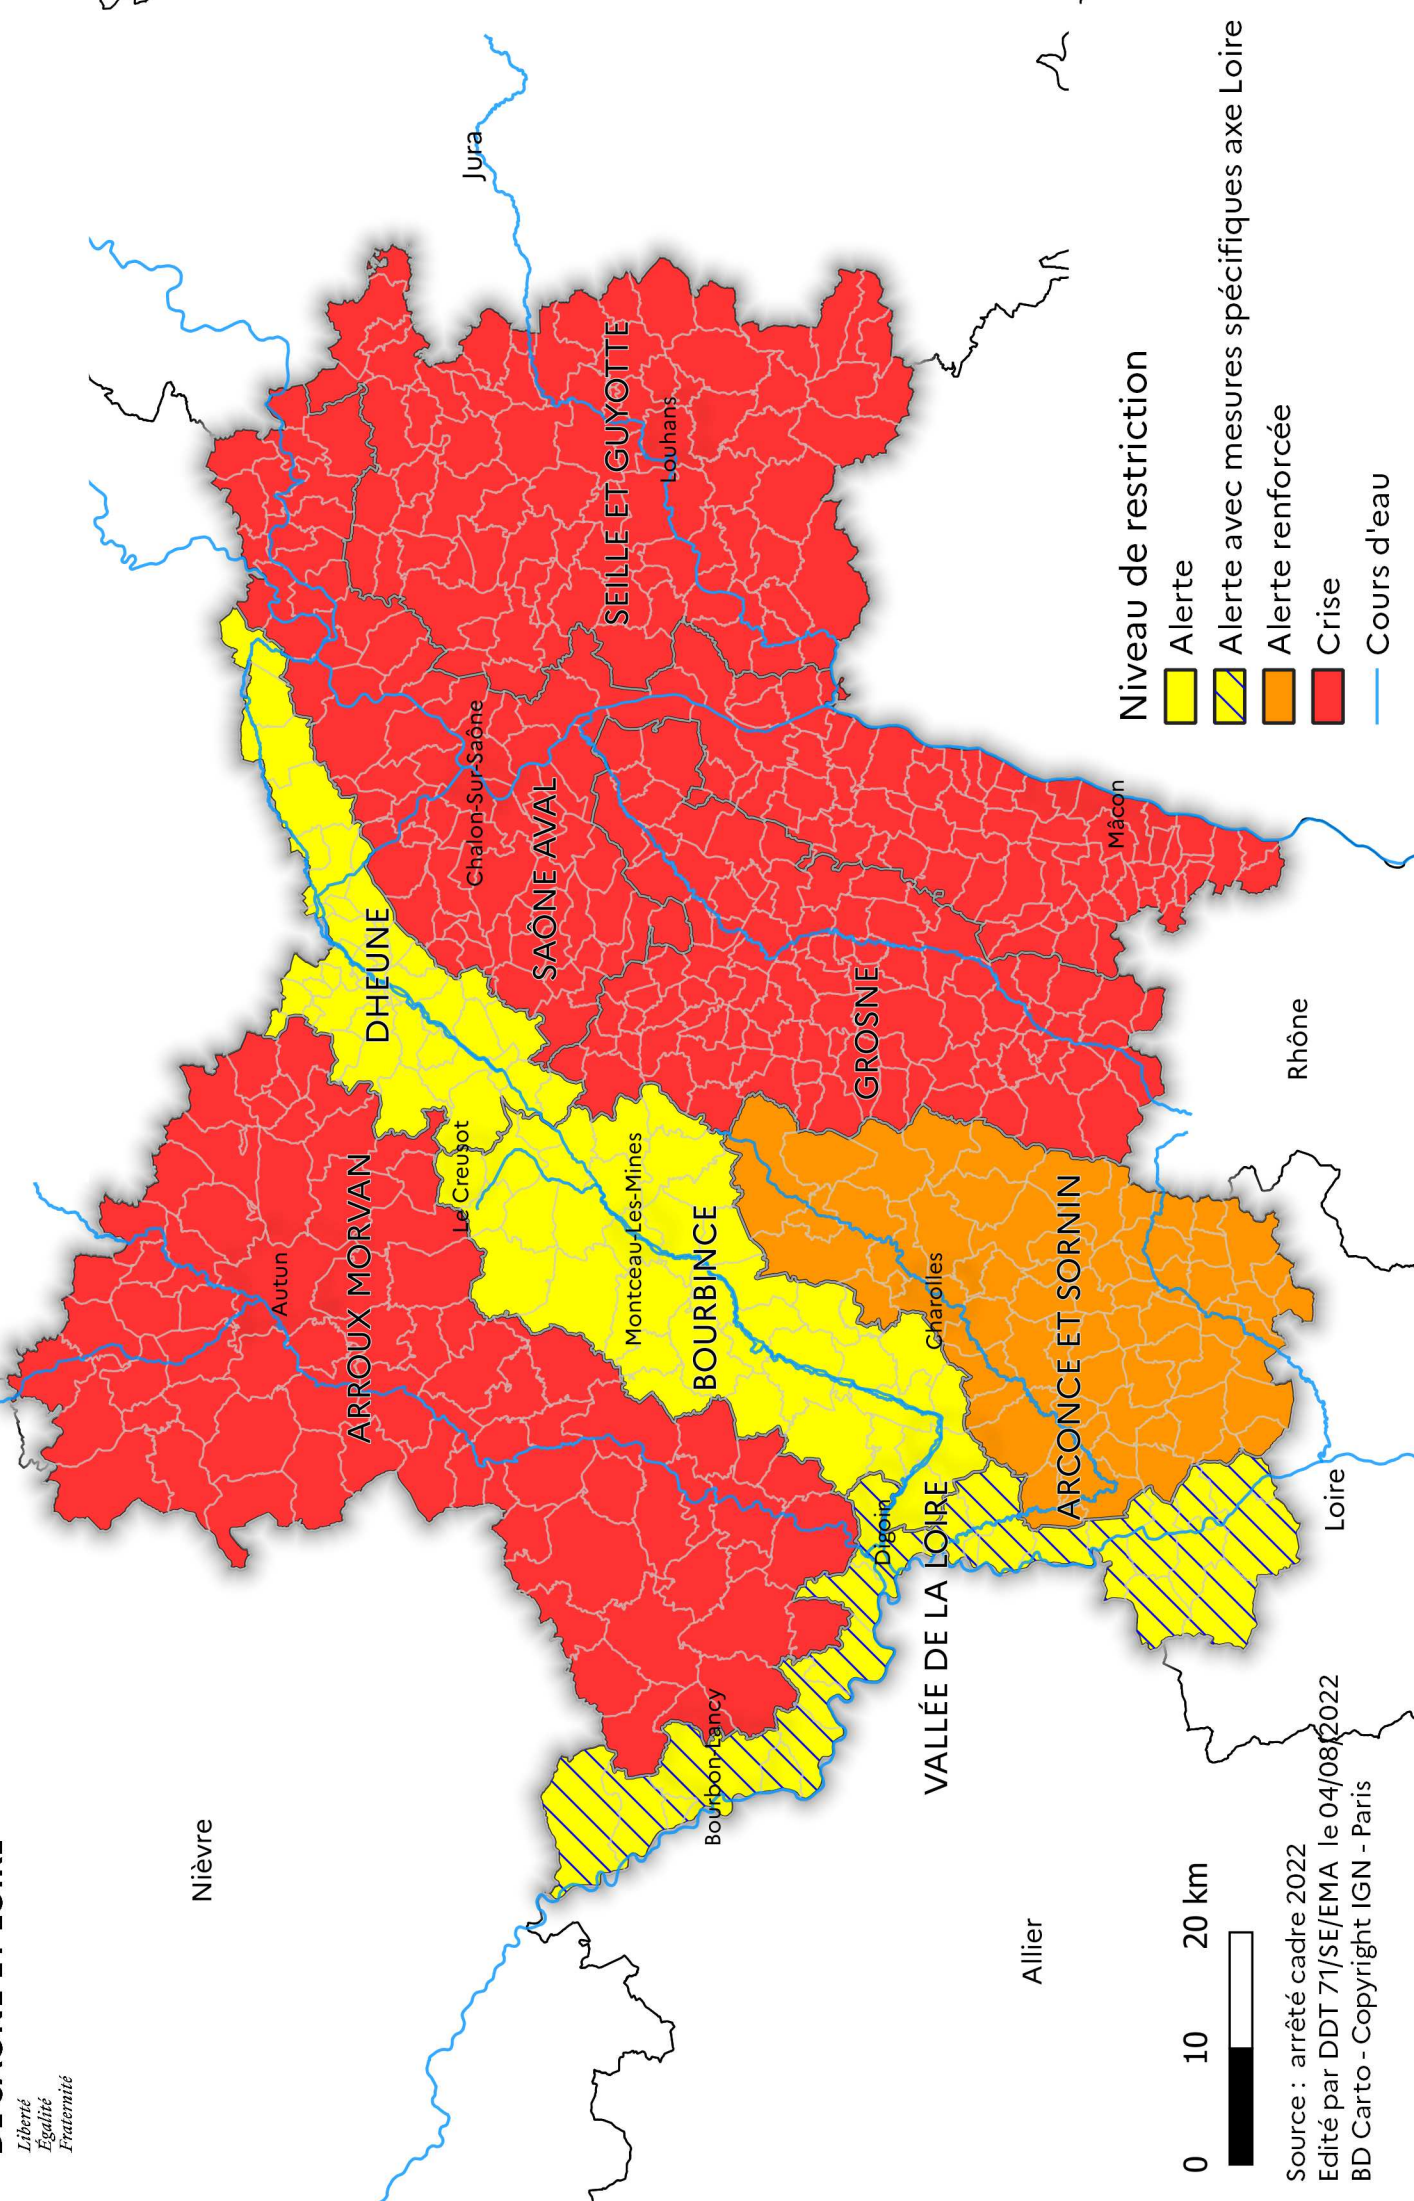 Liberté
Égalité
Fraternité
Nièvre
Jura
Autun
ARROUX MORVAN
DHEUNE
Le Creusot
Chalon-Sur-Saône
SAÔNE AVAL
SEILLE ET GUYOTTE
Louhans
Montceau-Les-Mines
BOURBINCE
Bourbon-Lancy
GROSNE
Digoin
Charolles
VALLÉE DE LA LOIRE
ARCONCE ET SORNIN
Mâcon
Allier
Loire
Rhône
Niveau de restriction
Alerte
Alerte avec mesures spécifiques axe Loire
Alerte renforcée
Crise
Cours d'eau
0 10 20 km
Source : arrêté cadre 2022
Edité par DDT 71/SE/EMA le 04/08/2022
BD Carto - Copyright IGN - Paris